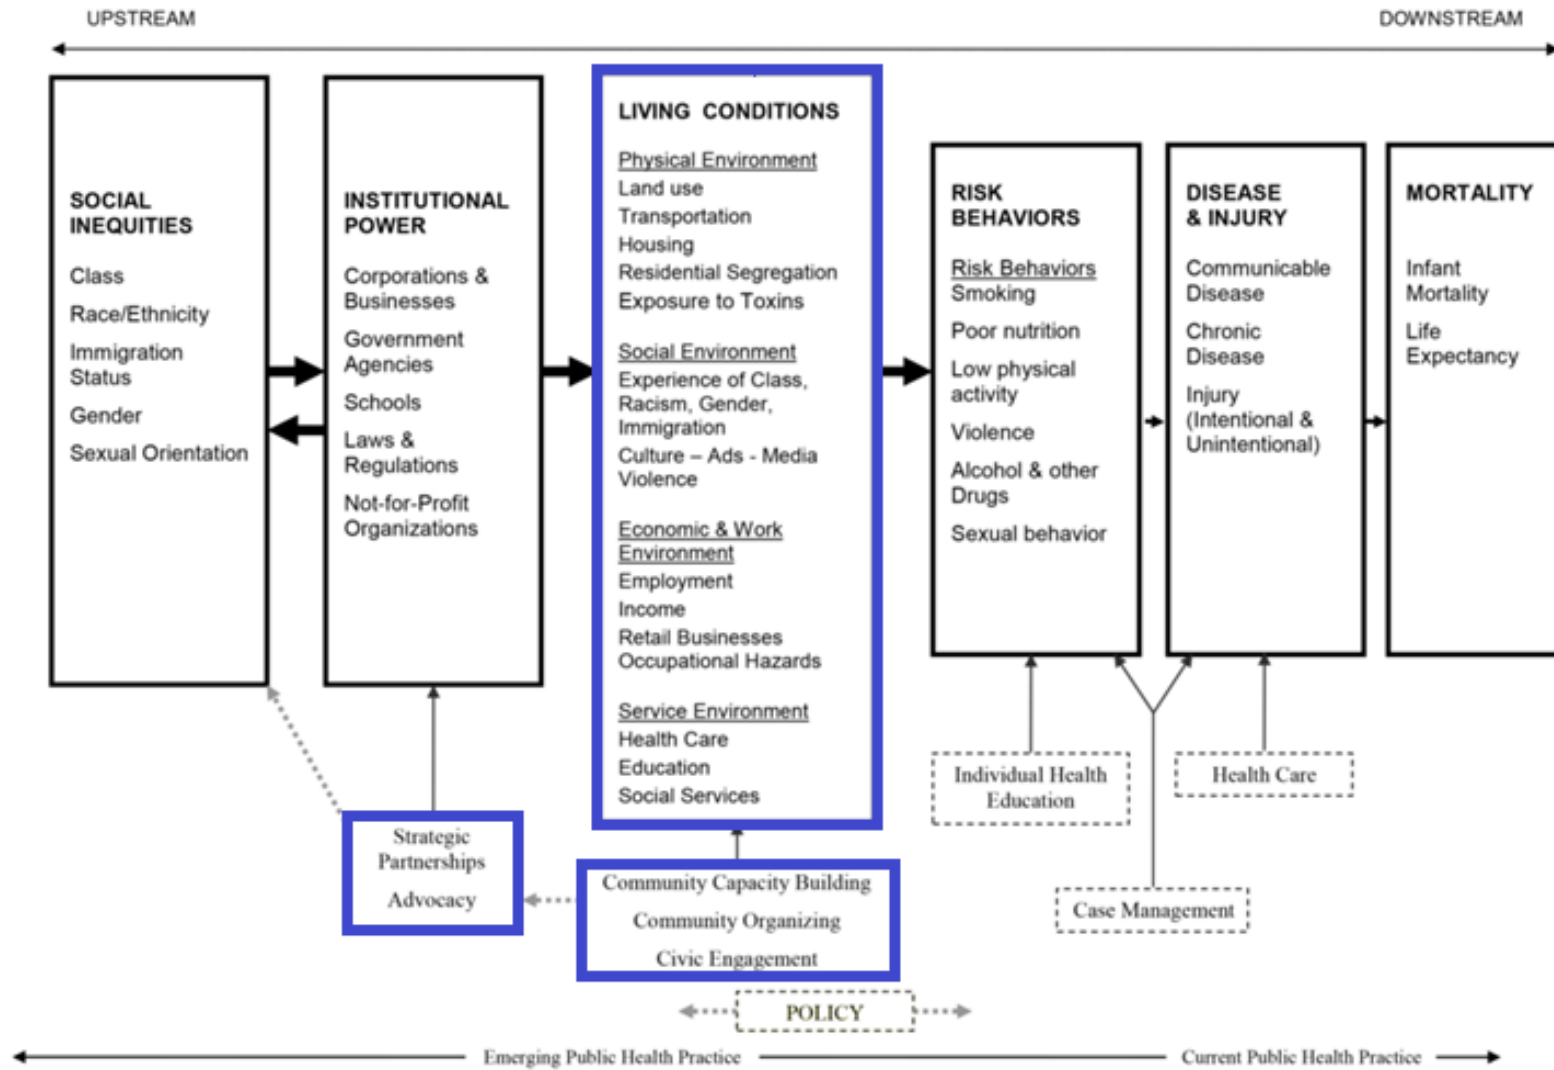 UPSTREAM
DOWNSTREAM
SOCIAL
INEQUITIES
Class
Race/Ethnicity
Immigration
Status
Gender
Sexual Orientation
INSTITUTIONAL
POWER
Corporations &
Businesses
Government
Agencies
Schools
Laws &
Regulations
Not-for-Profit
Organizations
LIVING CONDITIONS
Physical Environment
Land use
Transportation
Housing
Residential Segregation
Exposure to Toxins
Social Environment
Experience of Class,
Racism, Gender,
Immigration
Culture – Ads - Media
Violence
Economic & Work
Environment
Employment
Income
Retail Businesses
Occupational Hazards
Service Environment
Health Care
Education
Social Services
RISK
BEHAVIORS
Risk Behaviors
Smoking
Poor nutrition
Low physical
activity
Violence
Alcohol & other
Drugs
Sexual behavior
DISEASE
& INJURY
Communicable
Disease
Chronic
Disease
Injury
(Intentional &
Unintentional)
MORTALITY
Infant
Mortality
Life
Expectancy
Strategic
Partnerships
Advocacy
Community Capacity Building
Community Organizing
Civic Engagement
Individual Health
Education
Health Care
Case Management
POLICY
Emerging Public Health Practice
Current Public Health Practice